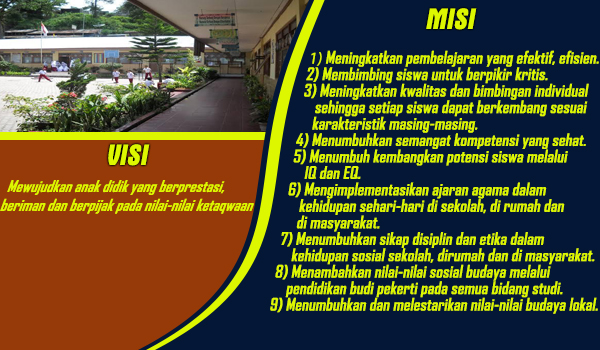 VISI
Mewujudkan anak didik yang berprestasi,
beriman dan berpijak pada nilai-nilai ketaqwaan
MISI
1) Meningkatkan pembelajaran yang efektif, efisien.
2) Membimbing siswa untuk berpikir kritis.
3) Meningkatkan kwalitas dan bimbingan individual
sehingga setiap siswa dapat berkembang sesuai
karakteristik masing-masing.
4) Menumbuhkan semangat kompetensi yang sehat.
5) Menumbuh kembangkan potensi siswa melalui
IQ dan EQ.
6) Mengimplementasikan ajaran agama dalam
kehidupan sehari-hari di sekolah, di rumah dan
di masyarakat.
7) Menumbuhkan sikap disiplin dan etika dalam
kehidupan sosial sekolah, dirumah dan di masyarakat.
8) Menambahkan nilai-nilai sosial budaya melalui
pendidikan budi pekerti pada semua bidang studi.
9) Menumbuhkan dan melestarikan nilai-nilai budaya lokal.